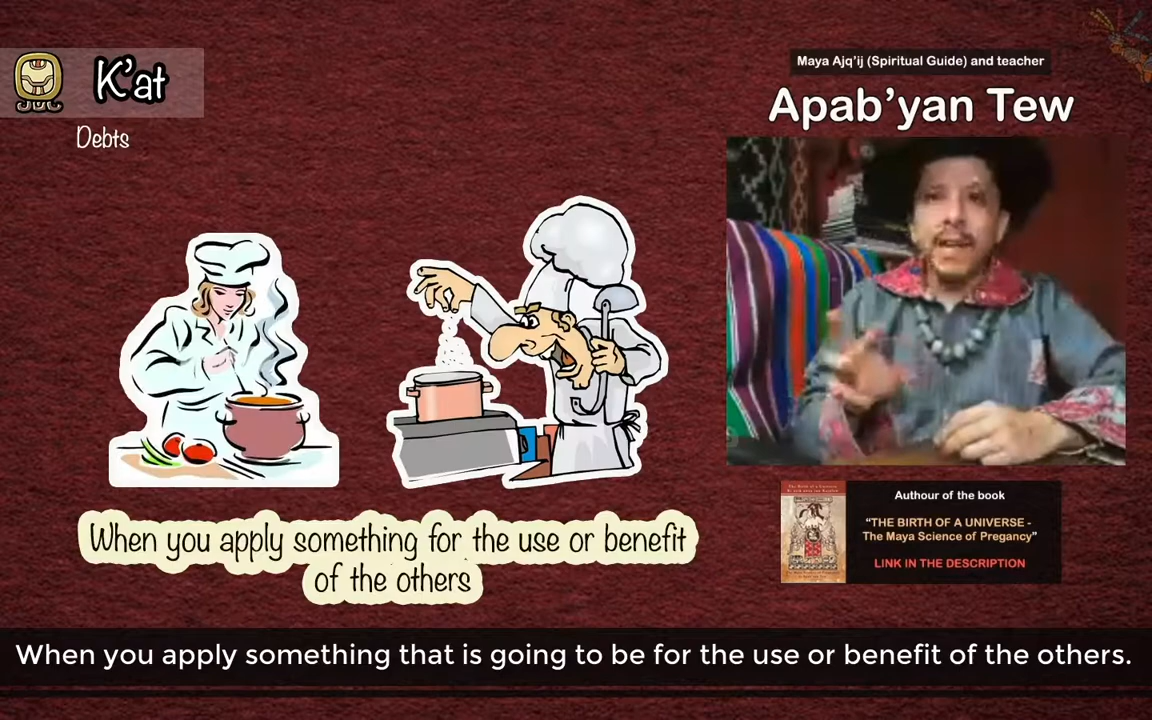 K'at
Debts
Maya Ajq'ij (Spiritual Guide) and teacher
Apab'yan Tew
When you apply something for the use or benefit
of the others
Authour of the book
"THE BIRTH OF A UNIVERSE -
The Maya Science of Pregancy"
LINK IN THE DESCRIPTION
When you apply something that is going to be for the use or benefit of the others.